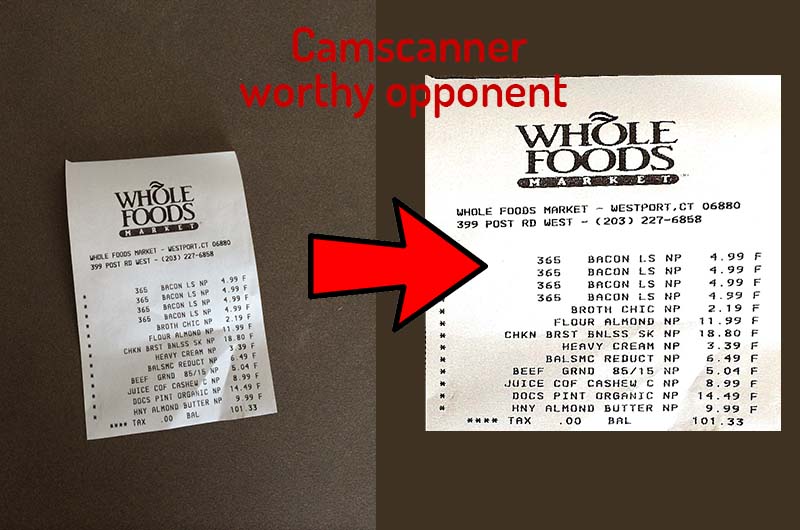 Camscanner
worthy opponent
WHOLE
FOODS
MARKET
WHOLE FOODS MARKET - WESTPORT,CT 06880
399 POST RD WEST - (203) 227-6858
365 BACON LS NP 4.99 F
* 365 BACON LS NP 4.99 F
* 365 BACON LS NP 4.99 F
* 365 BACON LS NP 4.99 F
* BROTH CHIC NP 2.19 F
* FLOUR ALMOND NP 11.99 F
* CHKN BRST BNLSS SK NP 18.80 F
* HEAVY CREAM NP 3.39 F
* BALSMC REDUCT NP 6.49 F
* BEEF GRND 85/15 NP 5.04 F
* JUICE COF CASHEW C NP 8.99 F
* DOCS PINT ORGANIC NP 14.49 F
* HNY ALMOND BUTTER NP 9.99 F
**** TAX .00 BAL 101.33
WHOLE
FOODS
MARKET
WHOLE FOODS MARKET - WESTPORT,CT 06880
399 POST RD WEST - (203) 227-6858
365 BACON LS NP 4.99 F
365 BACON LS NP 4.99 F
365 BACON LS NP 4.99 F
* 365 BACON LS NP 4.99 F
* BROTH CHIC NP 2.19 F
* FLOUR ALMOND NP 11.99 F
* CHKN BRST BNLSS SK NP 18.80 F
* HEAVY CREAM NP 3.39 F
* BALSMC REDUCT NP 6.49 F
* BEEF GRND 85/15 NP 5.04 F
* JUICE COF CASHEW C NP 8.99 F
* DOCS PINT ORGANIC NP 14.49 F
* HNY ALMOND BUTTER NP 9.99 F
**** TAX .00 BAL 101.33